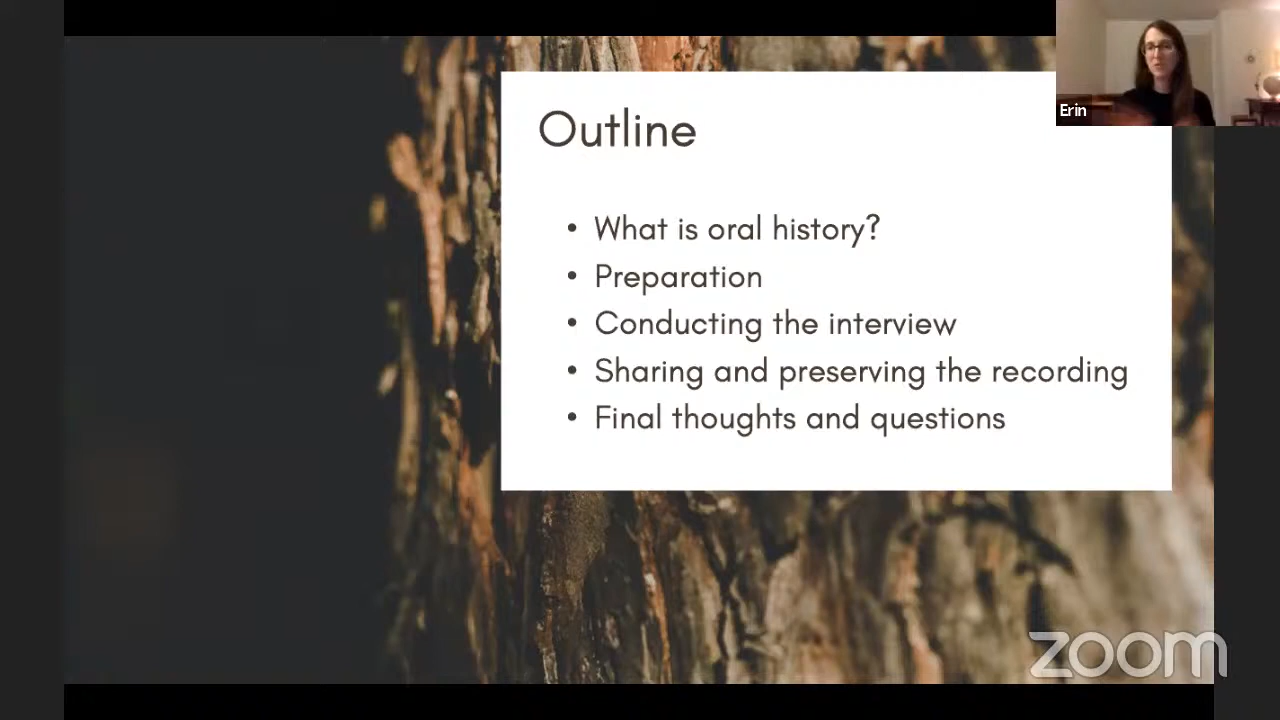 Erin
Outline
• What is oral history?
• Preparation
• Conducting the interview
• Sharing and preserving the recording
• Final thoughts and questions
zoom